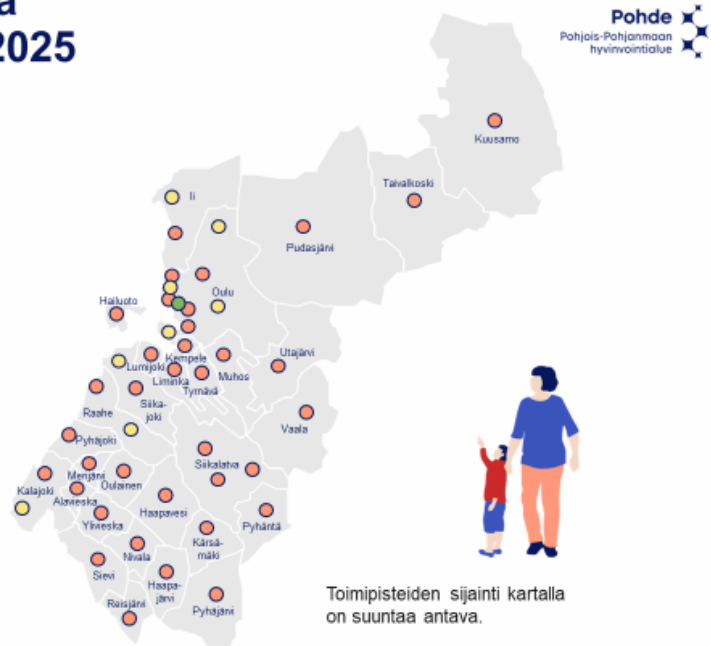 a
2025
Pohde
Pohjois-Pohjanmaan
hyvinvointialue
Kuusamo
Taivalkoski
Ii
Pudasjärvi
Oulu
Hailuoto
Utajärvi
Kempele
Lumijoki
Muhos
Liminka
Tyrnävä
Siika-
joki
Raahe
Vaala
Pyhäjoki
Siikalatva
Merijärvi
Oulainen
Kalajoki
Alavieska
Haapavesi
Ylivieska
Pyhäntä
Kärsä-
mäki
Nivala
Sievi
Haapa-
järvi
Reisjärvi
Pyhäjärvi
Toimipisteiden sijainti kartalla
on suuntaa antava.